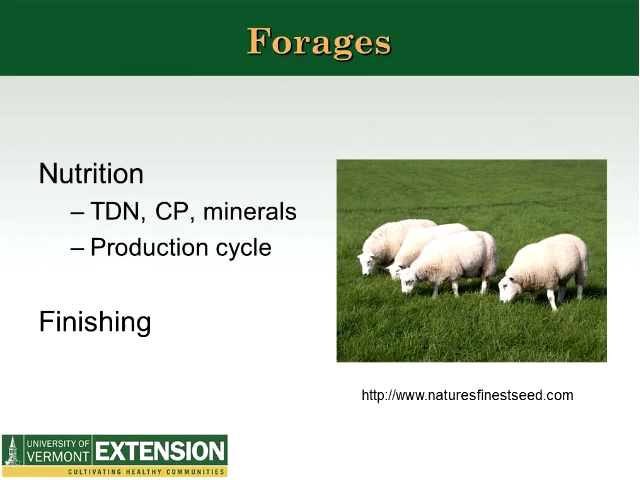 Forages
Nutrition
– TDN, CP, minerals
– Production cycle
Finishing
http://www.naturesfinestseed.com
UNIVERSITY OF
VERMONT EXTENSION
CULTIVATING HEALTHY COMMUNITIES